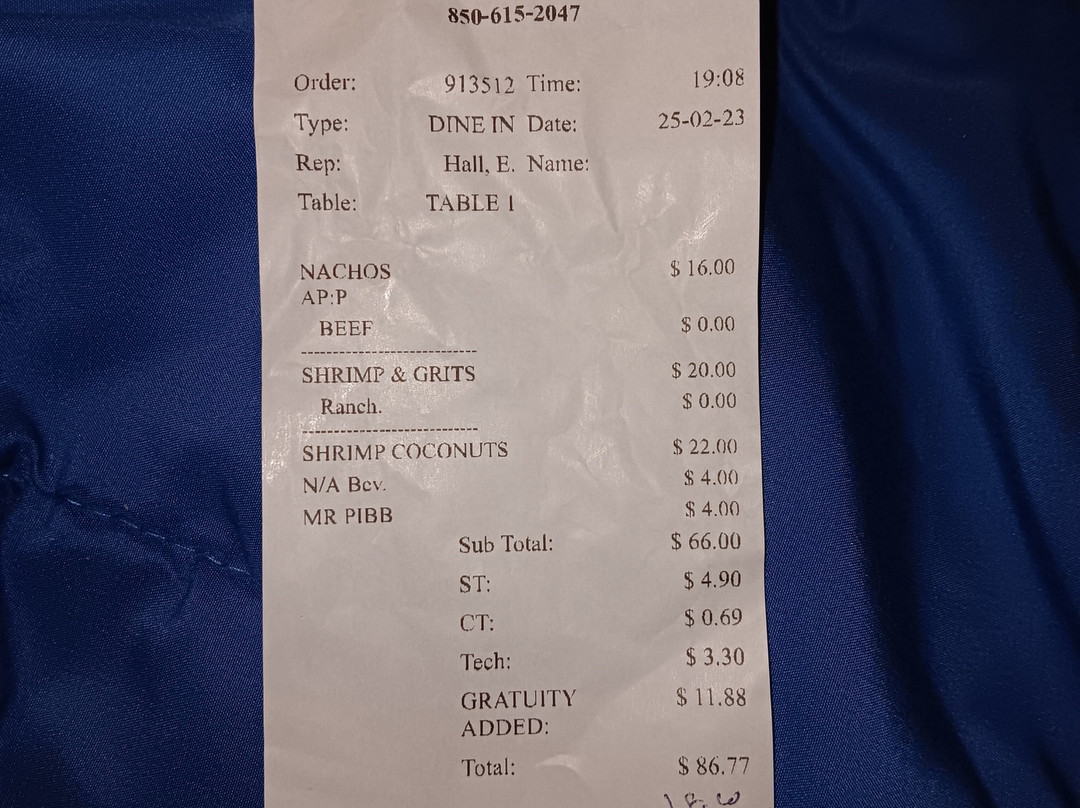 850-615-2047
Order: 913512 Time: 19:08
Type: DINE IN Date: 25-02-23
Rep: Hall, E. Name:
Table: TABLE 1
NACHOS $ 16.00
AP:P
BEEF $ 0.00
---------------------------
SHRIMP & GRITS $ 20.00
Ranch. $ 0.00
---------------------------
SHRIMP COCONUTS $ 22.00
N/A Bev. $ 4.00
MR PIBB $ 4.00
Sub Total: $ 66.00
ST: $ 4.90
CT: $ 0.69
Tech: $ 3.30
GRATUITY $ 11.88
ADDED:
Total: $ 86.77